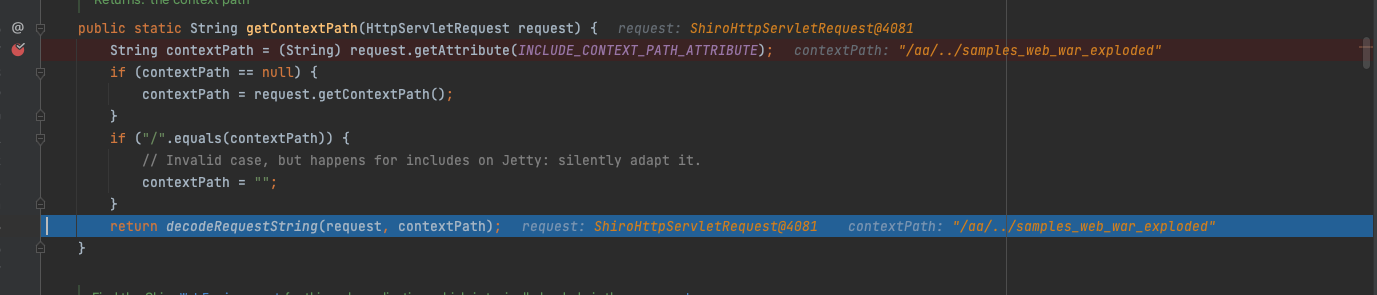 Returns: the context path
public static String getContextPath(HttpServletRequest request) { request: ShiroHttpServletRequest@4081
String contextPath = (String) request.getAttribute(INCLUDE_CONTEXT_PATH_ATTRIBUTE); contextPath: "/aa/../samples_web_war_exploded"
if (contextPath == null) {
contextPath = request.getContextPath();
}
if ("/".equals(contextPath)) {
// Invalid case, but happens for includes on Jetty: silently adapt it.
contextPath = "";
}
return decodeRequestString(request, contextPath); request: ShiroHttpServletRequest@4081 contextPath: "/aa/../samples_web_war_exploded"
}